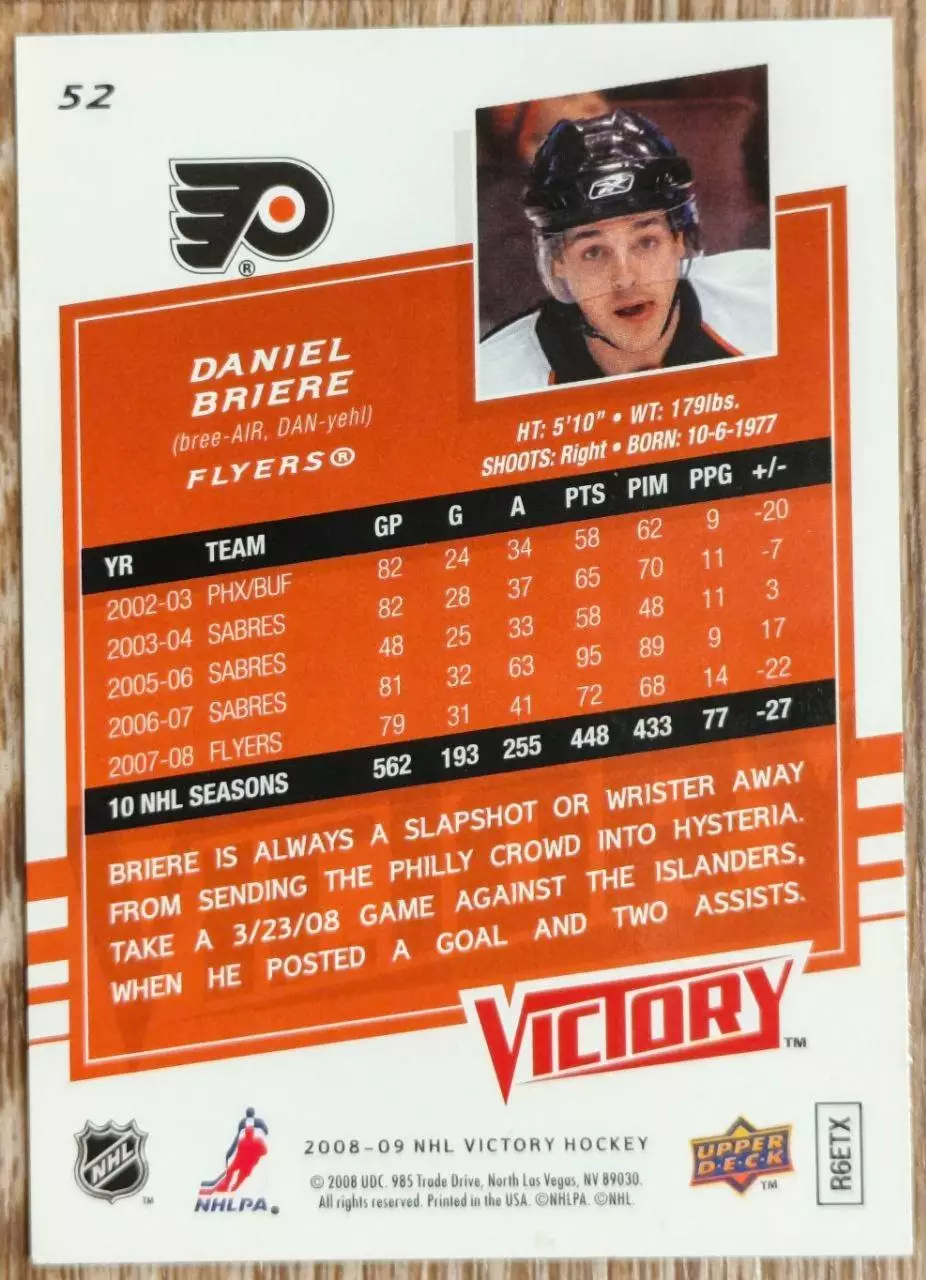 52
®
DANIEL
BRIERE
(bree-AIR, DAN-yehl)
FLYERS®
HT: 5'10" • WT: 179lbs.
SHOOTS: Right • BORN: 10-6-1977
YR TEAM GP G A PTS PIM PPG +/-
2002-03 PHX/BUF 82 24 34 58 62 9 -20
2003-04 SABRES 82 28 37 65 70 11 -7
2005-06 SABRES 48 25 33 58 48 11 3
2006-07 SABRES 81 32 63 95 89 9 17
2007-08 FLYERS 79 31 41 72 68 14 -22
10 NHL SEASONS 562 193 255 448 433 77 -27
BRIERE IS ALWAYS A SLAPSHOT OR WRISTER AWAY
FROM SENDING THE PHILLY CROWD INTO HYSTERIA.
TAKE A 3/23/08 GAME AGAINST THE ISLANDERS,
WHEN HE POSTED A GOAL AND TWO ASSISTS.
VICTORY™
NHL™
NHLPA®
2008-09 NHL VICTORY HOCKEY
© 2008 UDC. 985 Trade Drive, North Las Vegas, NV 89030.
All rights reserved. Printed in the USA. ©NHLPA. ©NHL.
UPPER
D·E·C·K™
R6ETX